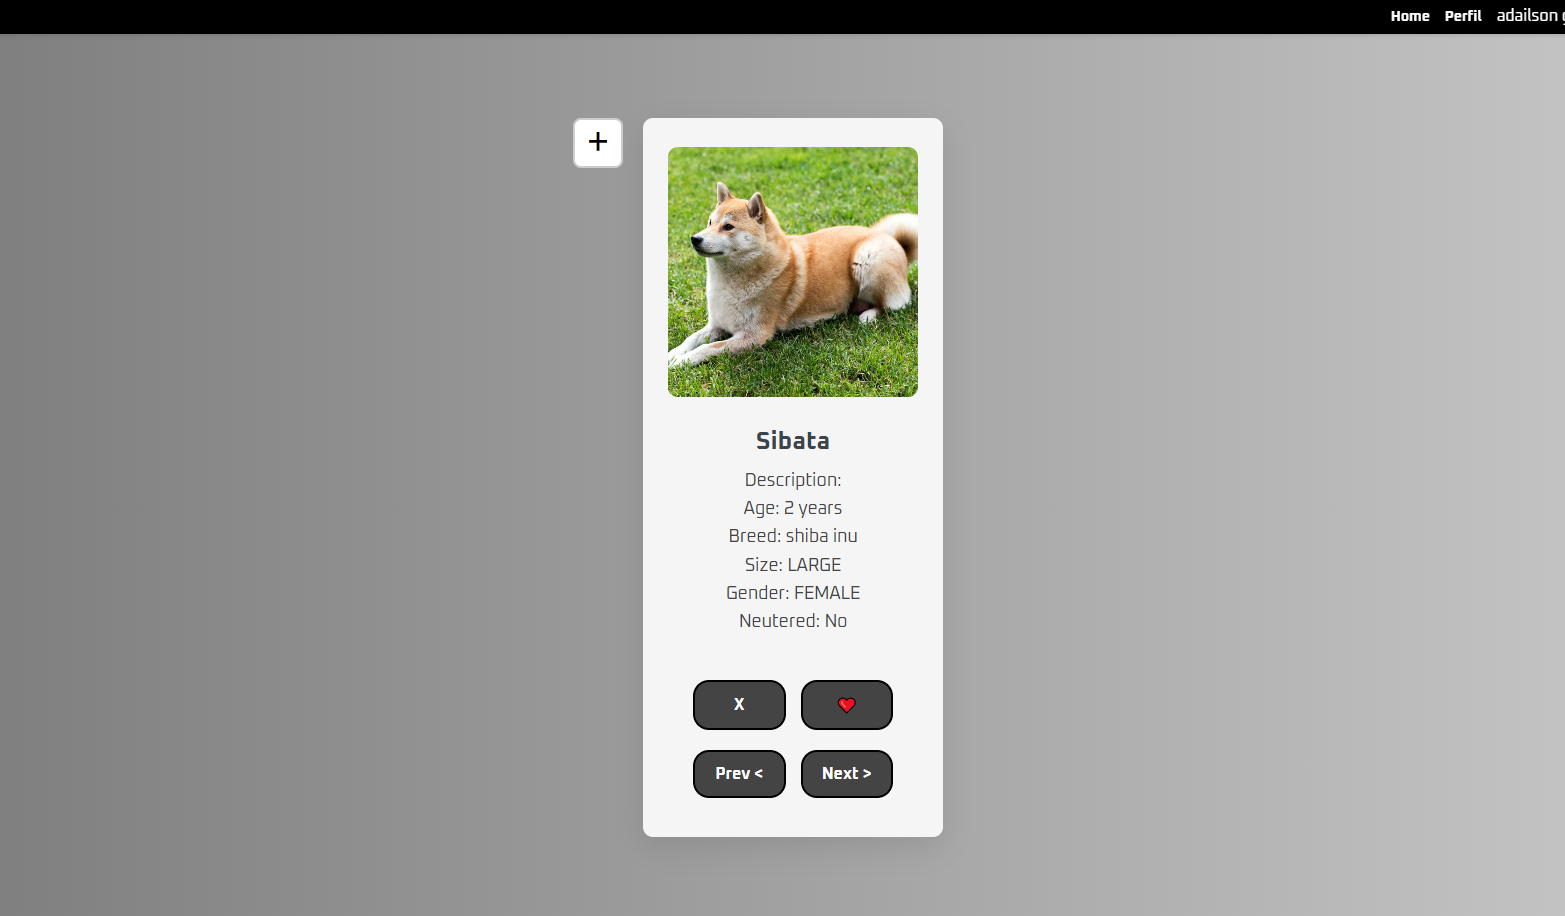 Home Perfil adailson
+
Sibata
Description:
Age: 2 years
Breed: shiba inu
Size: LARGE
Gender: FEMALE
Neutered: No
X
Prev < Next >